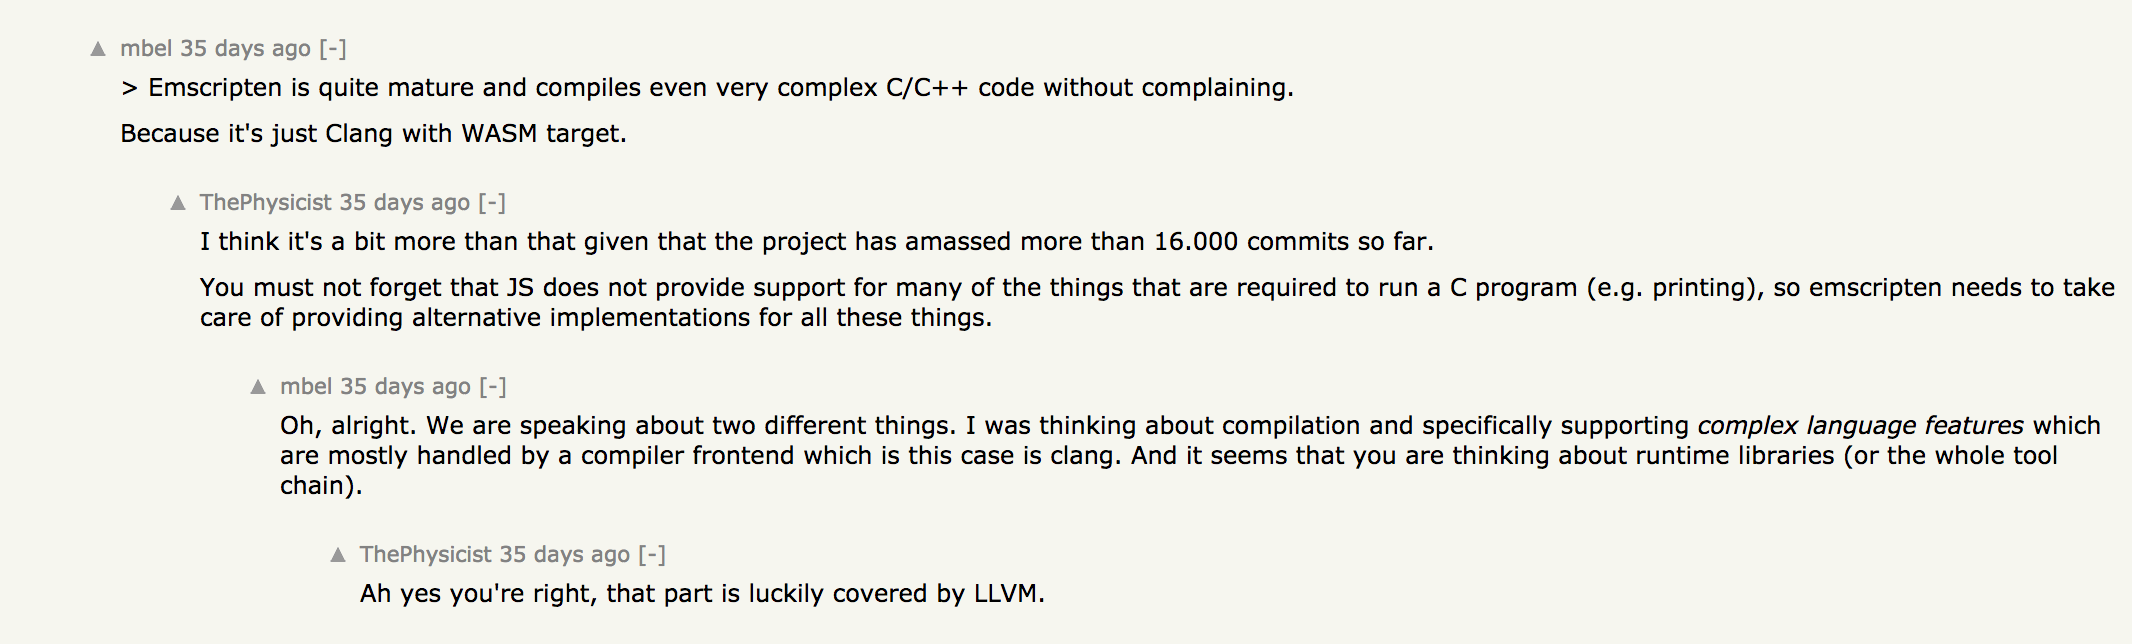 ▲ mbel 35 days ago [-]
> Emscripten is quite mature and compiles even very complex C/C++ code without complaining.
Because it's just Clang with WASM target.
▲ ThePhysicist 35 days ago [-]
I think it's a bit more than that given that the project has amassed more than 16.000 commits so far.
You must not forget that JS does not provide support for many of the things that are required to run a C program (e.g. printing), so emscripten needs to take
care of providing alternative implementations for all these things.
▲ mbel 35 days ago [-]
Oh, alright. We are speaking about two different things. I was thinking about compilation and specifically supporting complex language features which
are mostly handled by a compiler frontend which is this case is clang. And it seems that you are thinking about runtime libraries (or the whole tool
chain).
▲ ThePhysicist 35 days ago [-]
Ah yes you're right, that part is luckily covered by LLVM.